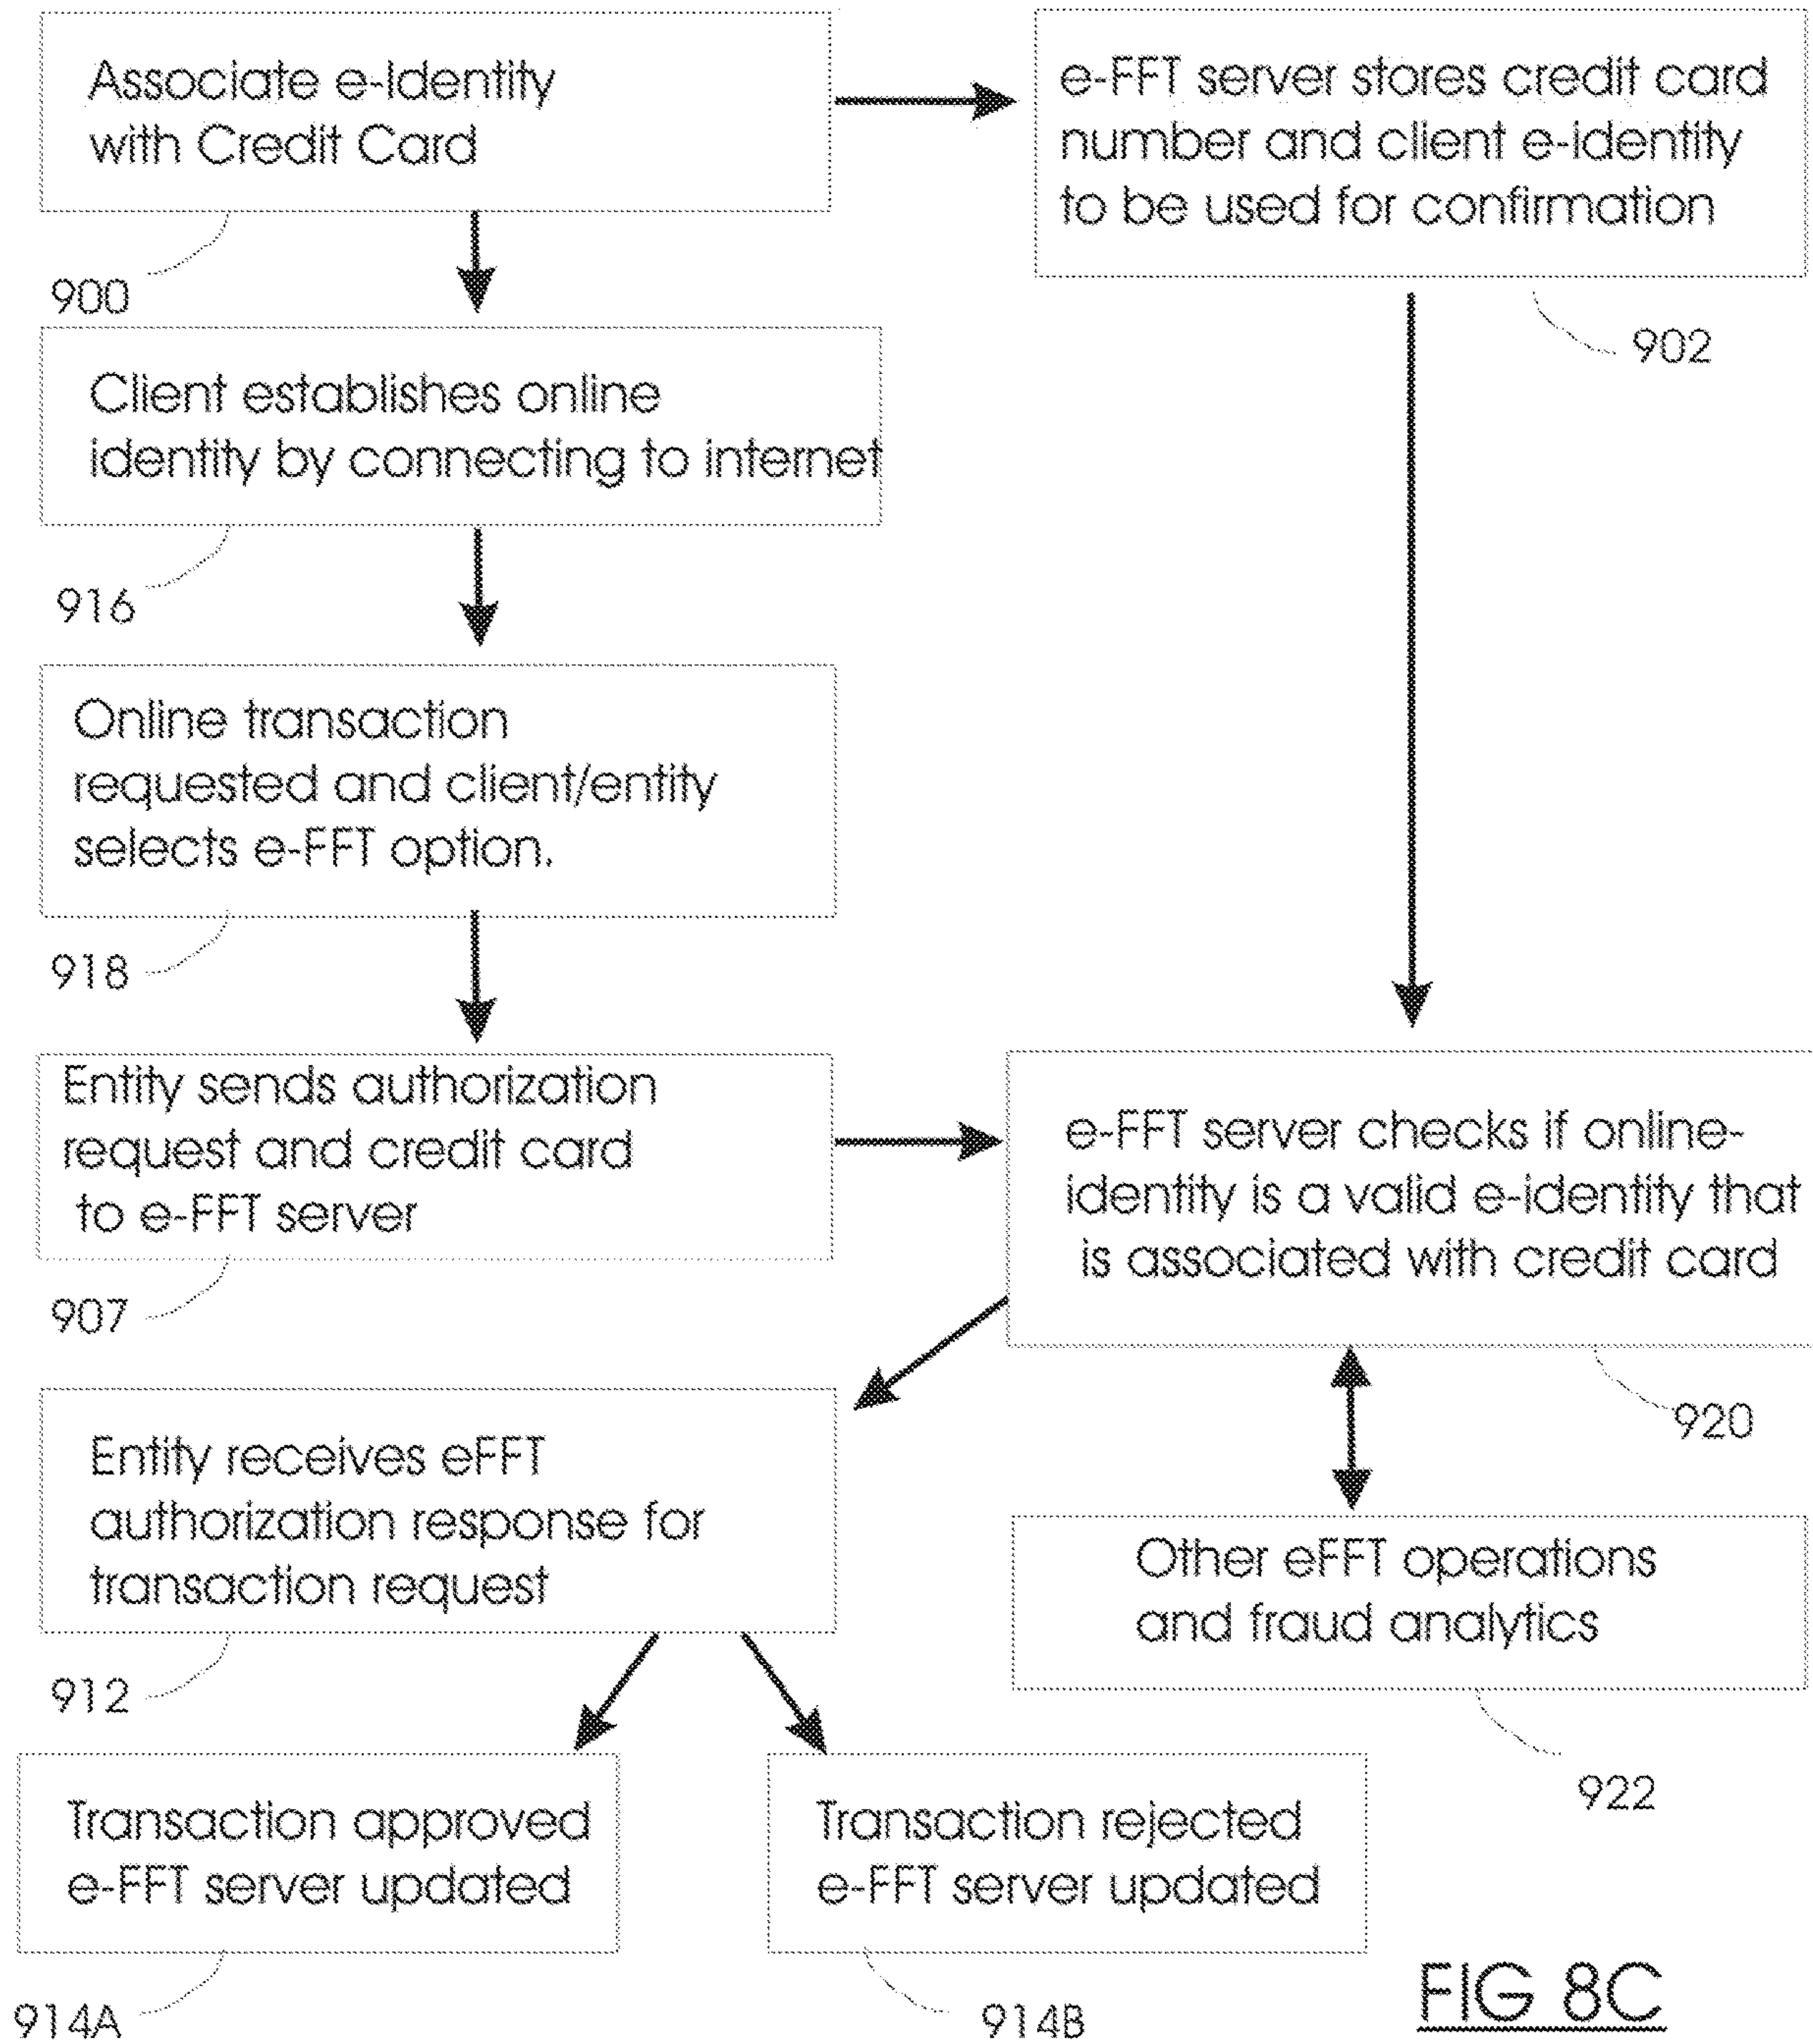 Associate e-Identity
with Credit Card
900
e-FFT server stores credit card
number and client e-identity
to be used for confirmation
902
Client establishes online
identity by connecting to internet
916
Online transaction
requested and client/entity
selects e-FFT option.
918
Entity sends authorization
request and credit card
to e-FFT server
907
e-FFT server checks if online-
identity is a valid e-identity that
is associated with credit card
920
Entity receives eFFT
authorization response for
transaction request
912
Other eFFT operations
and fraud analytics
922
Transaction approved
e-FFT server updated
914A
Transaction rejected
e-FFT server updated
914B
FIG 8C